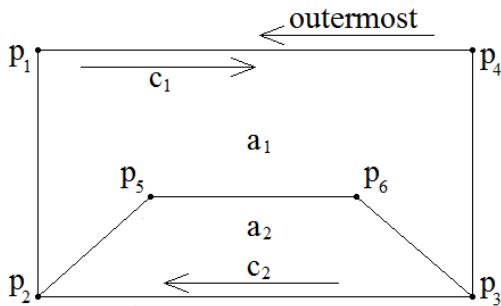 outermost
p₁
c₁
p₄
a₁
p₅
p₆
a₂
c₂
p₂
p₃